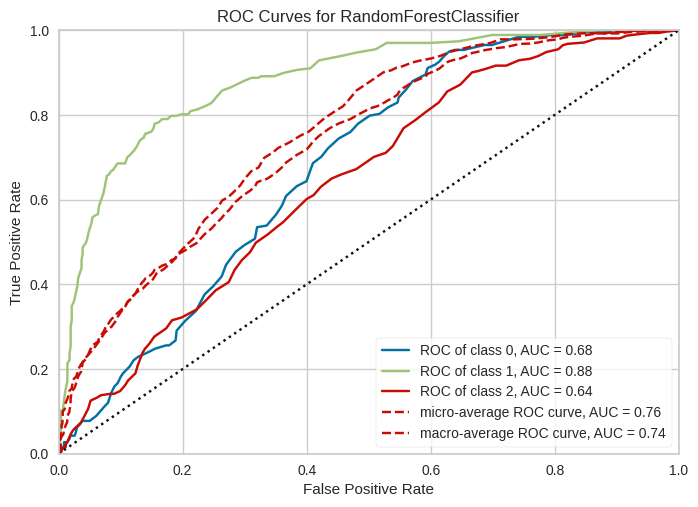 ROC Curves for RandomForestClassifier
True Positive Rate
1.0
0.8
0.6
0.4
0.2
0.0
ROC of class 0, AUC = 0.68
ROC of class 1, AUC = 0.88
ROC of class 2, AUC = 0.64
micro-average ROC curve, AUC = 0.76
macro-average ROC curve, AUC = 0.74
0.0 0.2 0.4 0.6 0.8 1.0
False Positive Rate